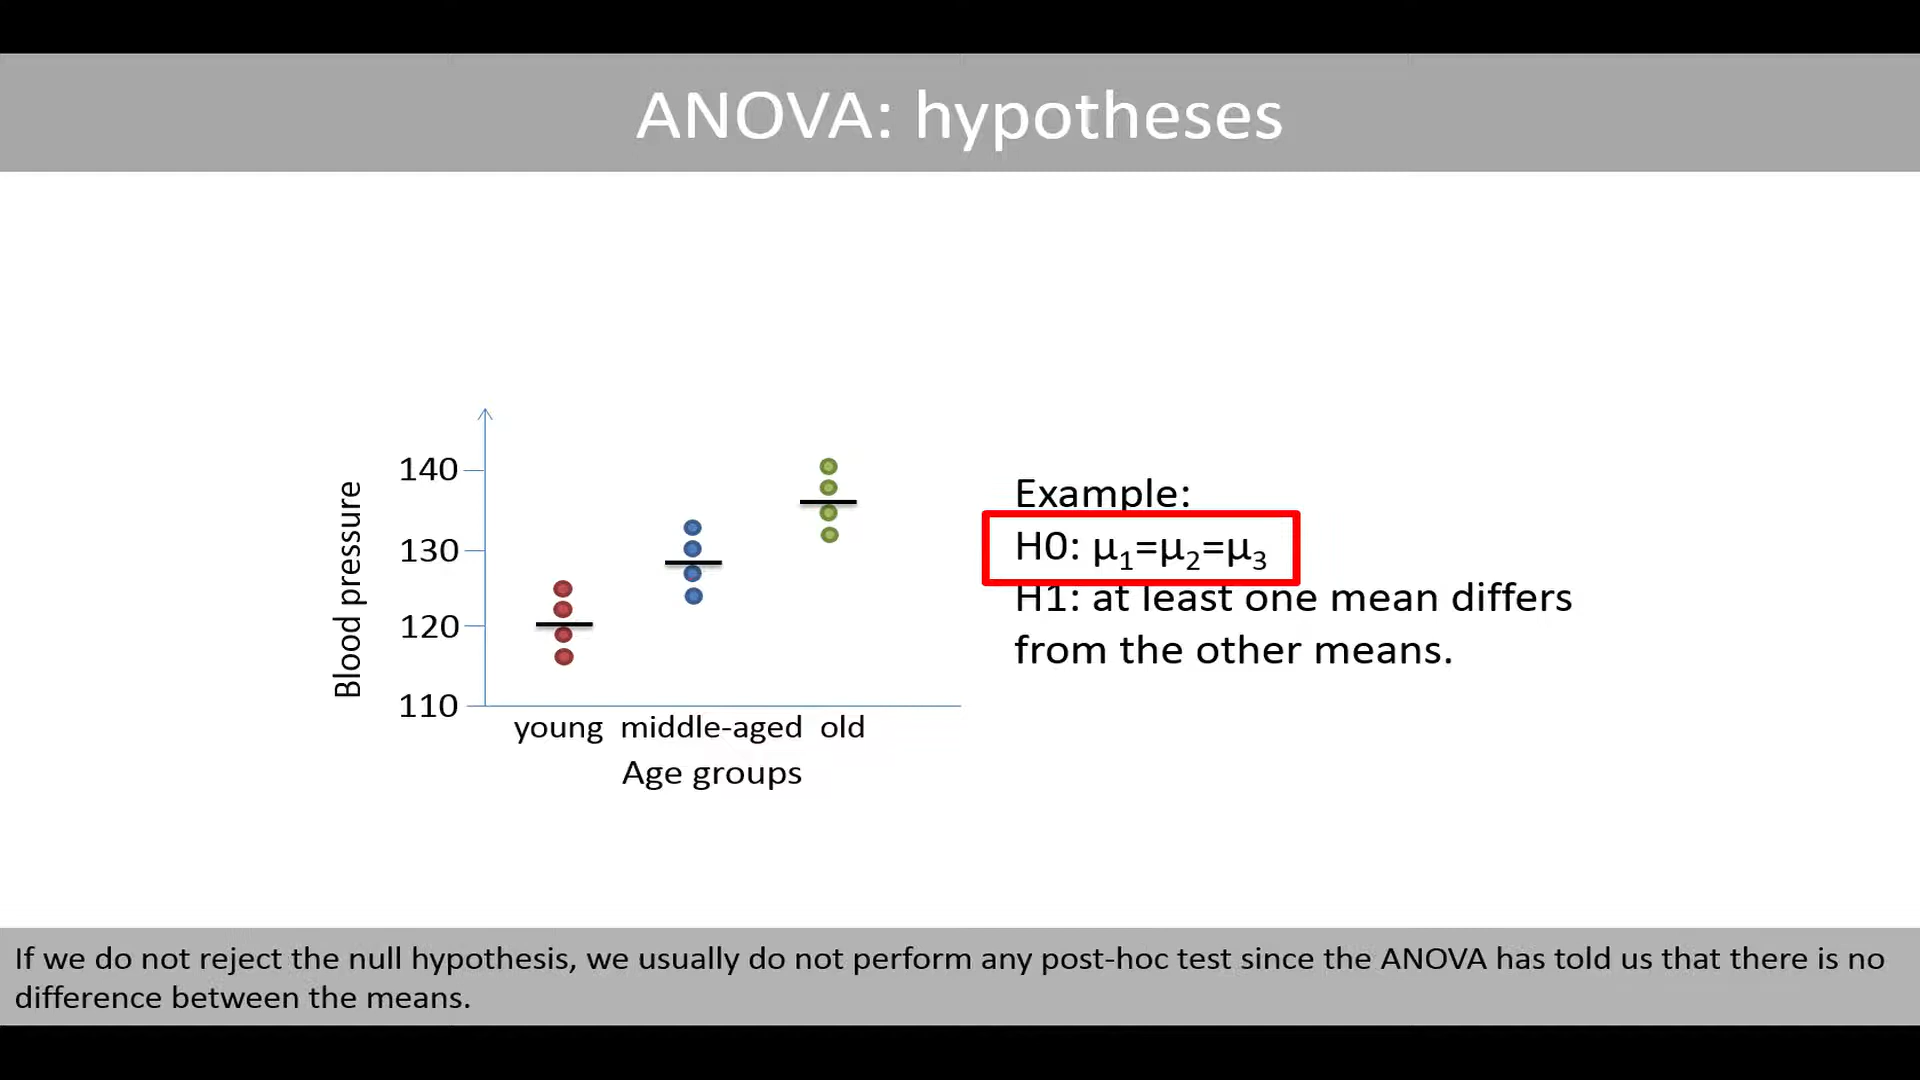 ANOVA: hypotheses
140
130
120
110
Blood pressure
young middle-aged old
Age groups
Example:
H0: μ₁=μ₂=μ₃
H1: at least one mean differs
from the other means.
If we do not reject the null hypothesis, we usually do not perform any post-hoc test since the ANOVA has told us that there is no
difference between the means.